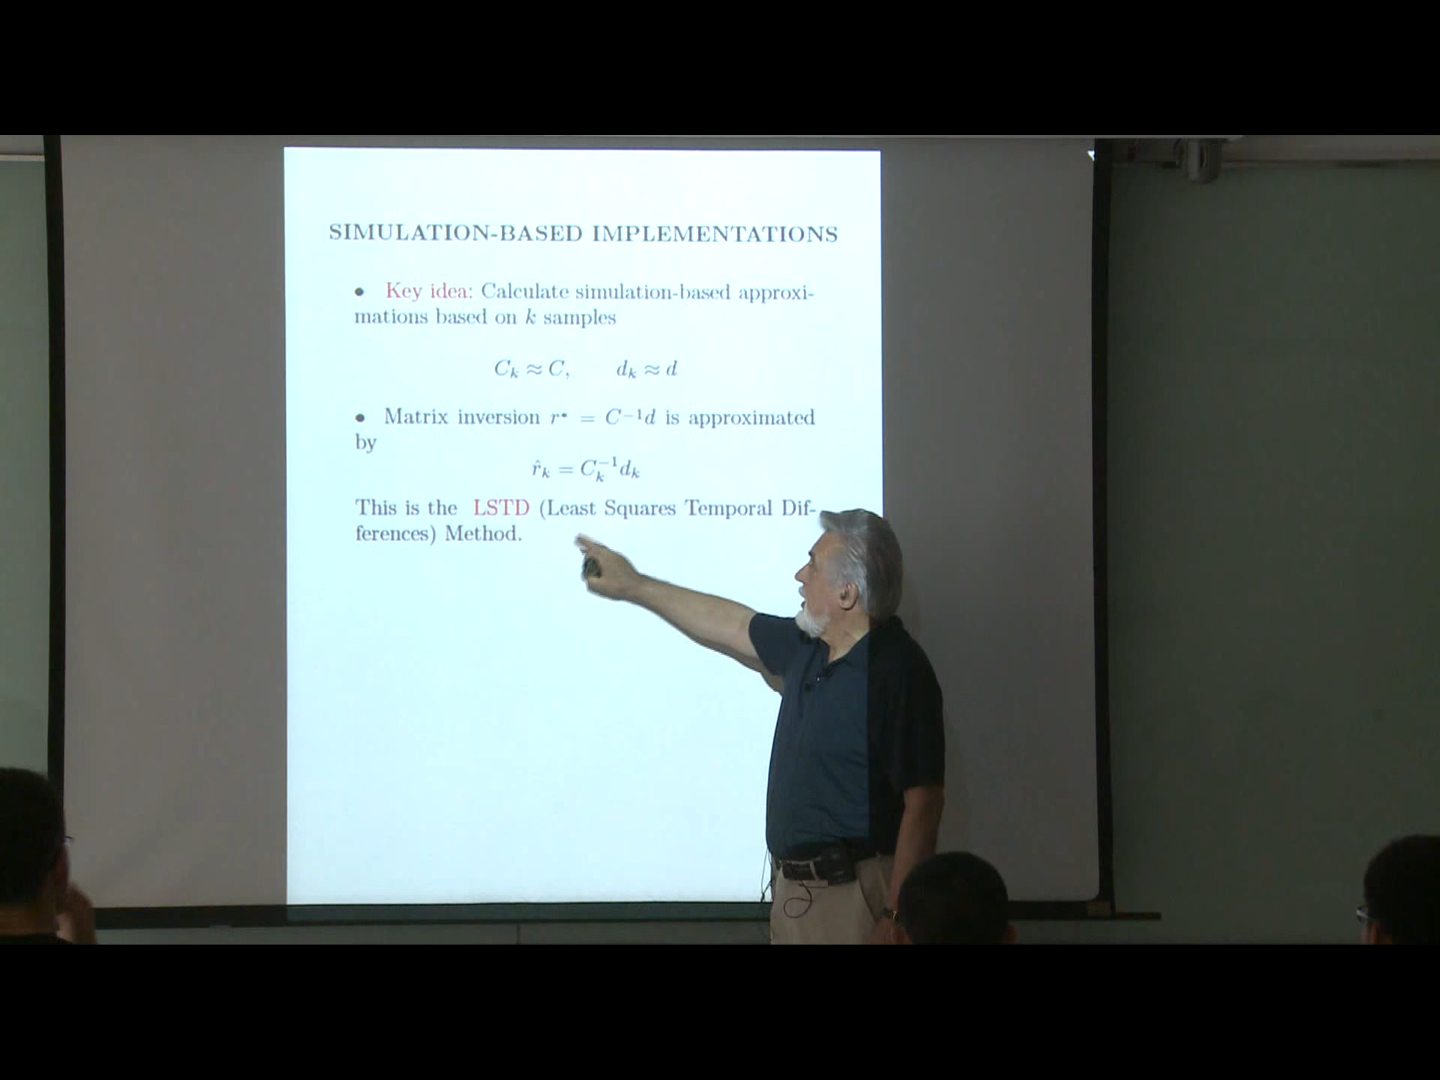 SIMULATION-BASED IMPLEMENTATIONS
• Key idea: Calculate simulation-based approxi-
mations based on k samples
C_k ≈ C, d_k ≈ d
• Matrix inversion r* = C^{-1}d is approximated
by
r̂_k = C_k^{-1}d_k
This is the LSTD (Least Squares Temporal Dif-
ferences) Method.